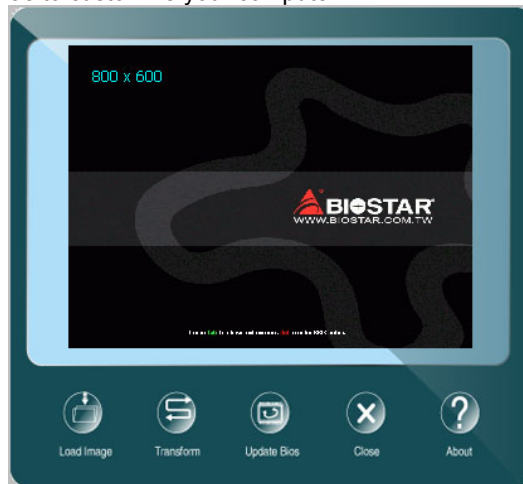 800 x 600
BIOSTAR
WWW.BIOSTAR.COM.TW
Load Image
Transform
Update Bios
Close
About